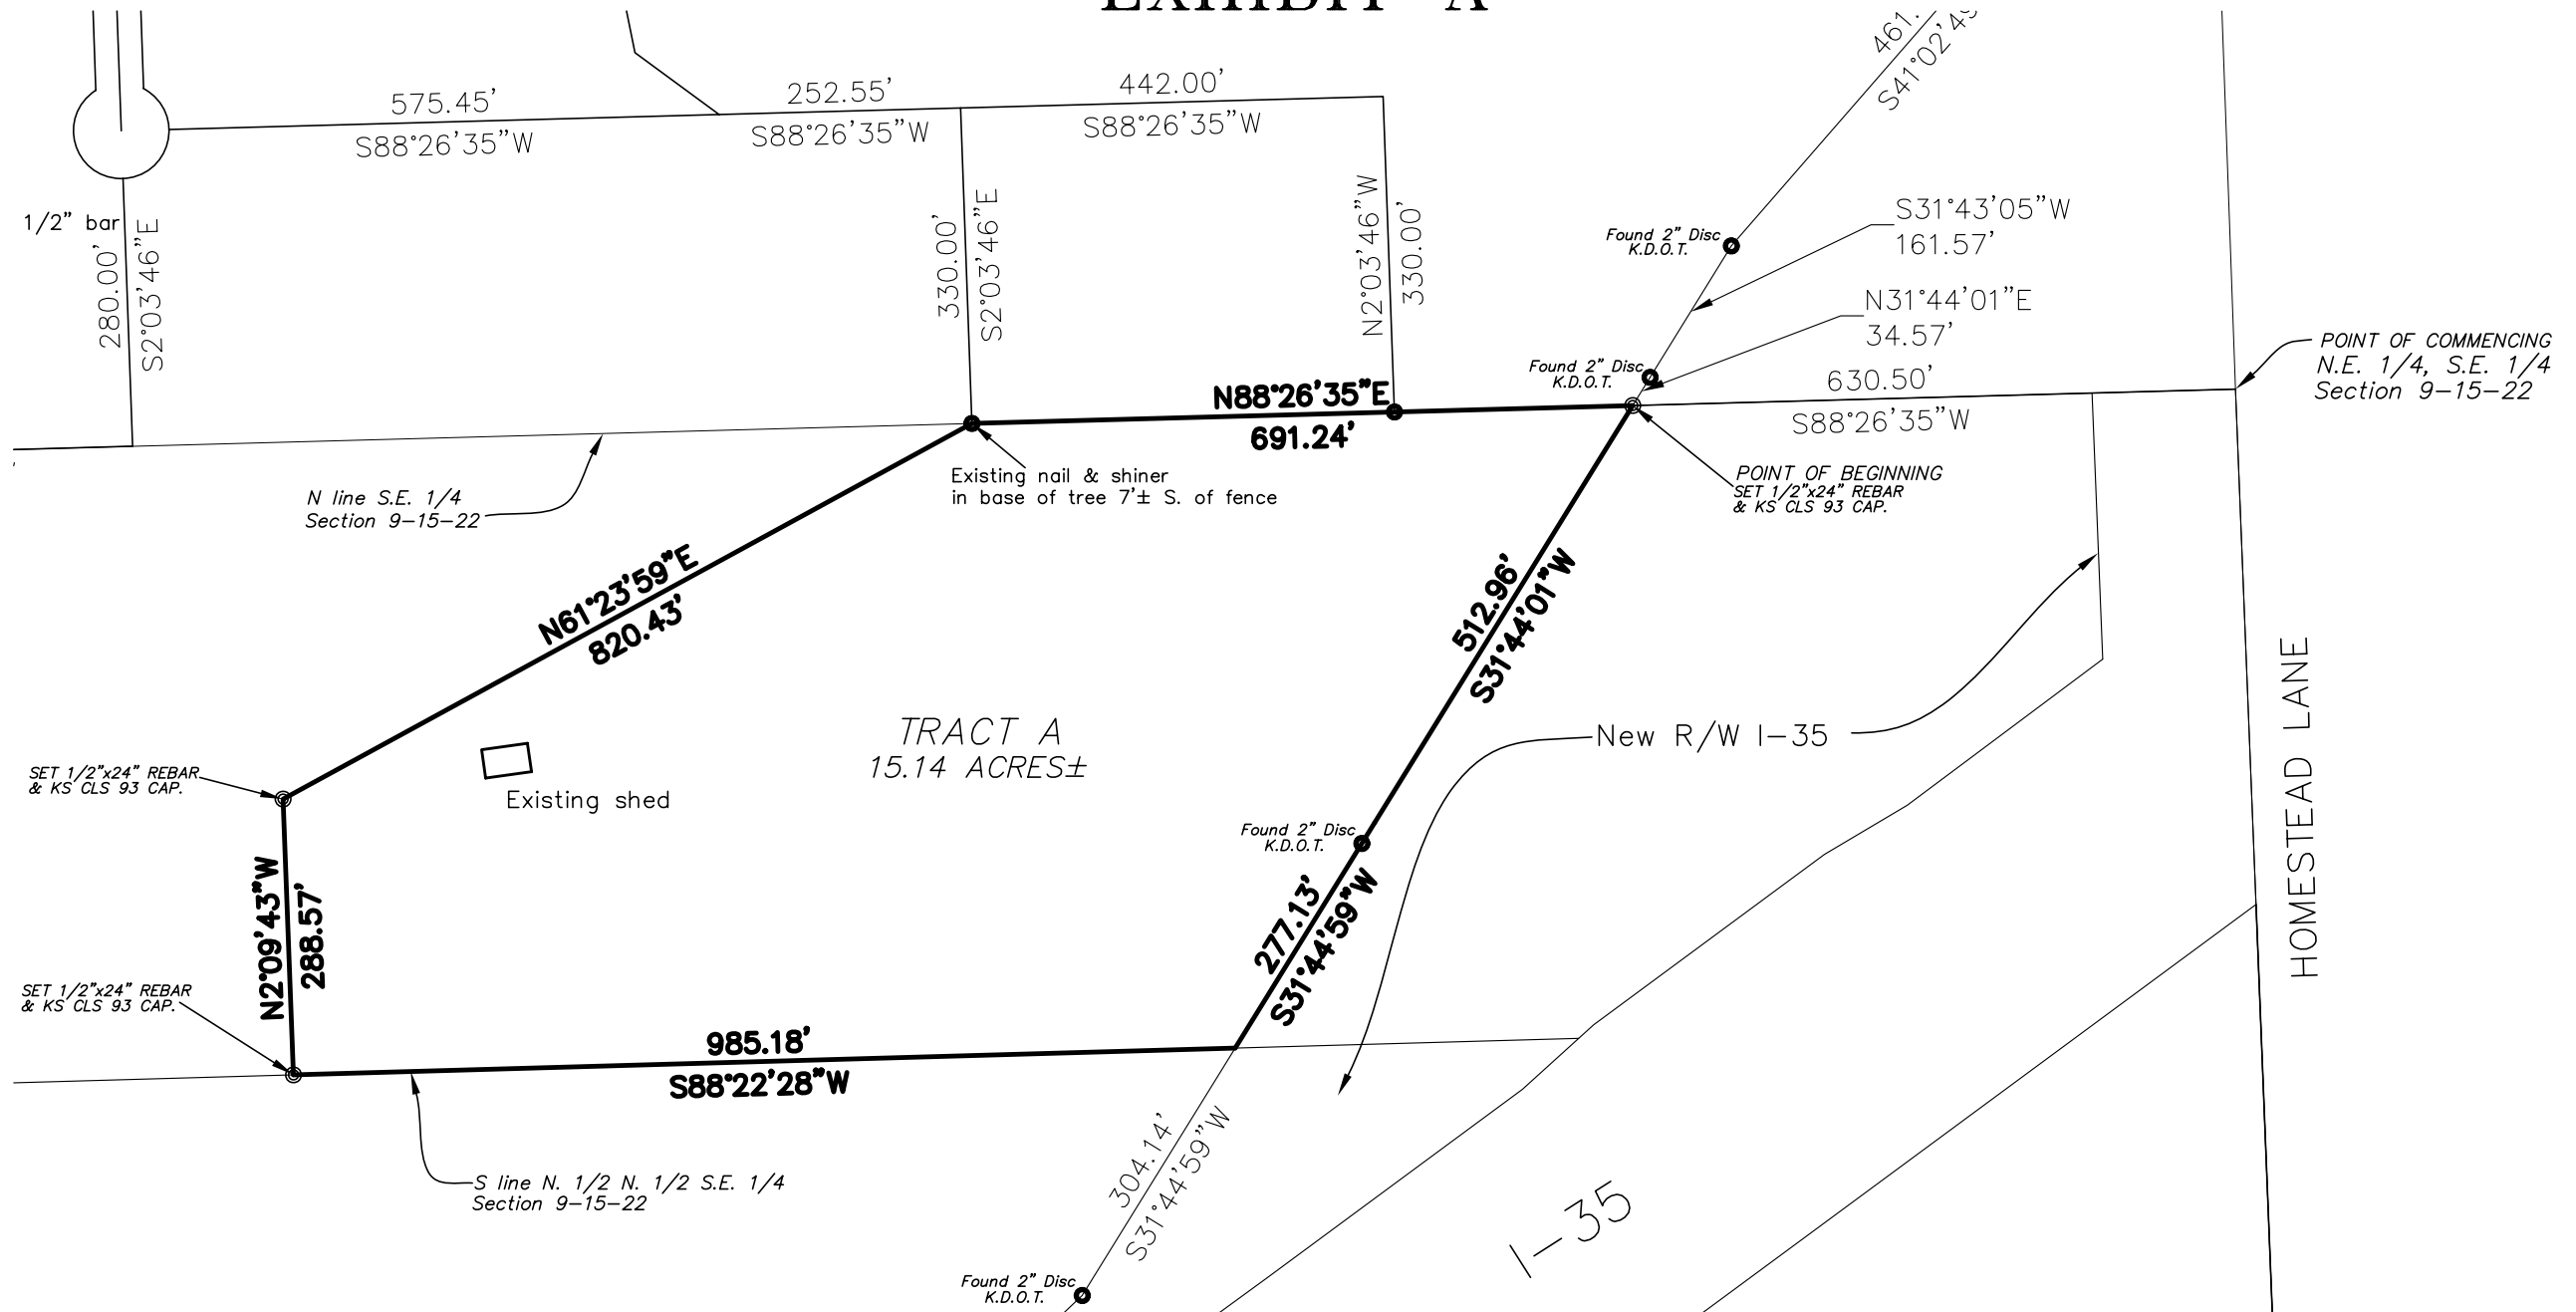 EXHIBIT "A"
461.
S41°02'49
575.45'
S88°26'35"W
252.55'
S88°26'35"W
442.00'
S88°26'35"W
1/2" bar
280.00'
S2°03'46"E
330.00'
S2°03'46"E
N2°03'46"W
330.00'
Found 2" Disc
K.D.O.T.
S31°43'05"W
161.57'
N31°44'01"E
34.57'
Found 2" Disc
K.D.O.T.
630.50'
S88°26'35"W
POINT OF COMMENCING
N.E. 1/4, S.E. 1/4
Section 9-15-22
N88°26'35"E
691.24'
Existing nail & shiner
in base of tree 7'± S. of fence
POINT OF BEGINNING
SET 1/2"x24" REBAR
& KS CLS 93 CAP.
N line S.E. 1/4
Section 9-15-22
N61°23'59"E
820.43'
512.96'
S31°44'01"W
TRACT A
15.14 ACRES±
New R/W I-35
HOMESTEAD LANE
SET 1/2"x24" REBAR
& KS CLS 93 CAP.
Existing shed
Found 2" Disc
K.D.O.T.
N2°09'43"W
288.57'
277.13'
S31°44'59"W
SET 1/2"x24" REBAR
& KS CLS 93 CAP.
985.18'
S88°22'28"W
S line N. 1/2 N. 1/2 S.E. 1/4
Section 9-15-22
304.14'
S31°44'59"W
I-35
Found 2" Disc
K.D.O.T.